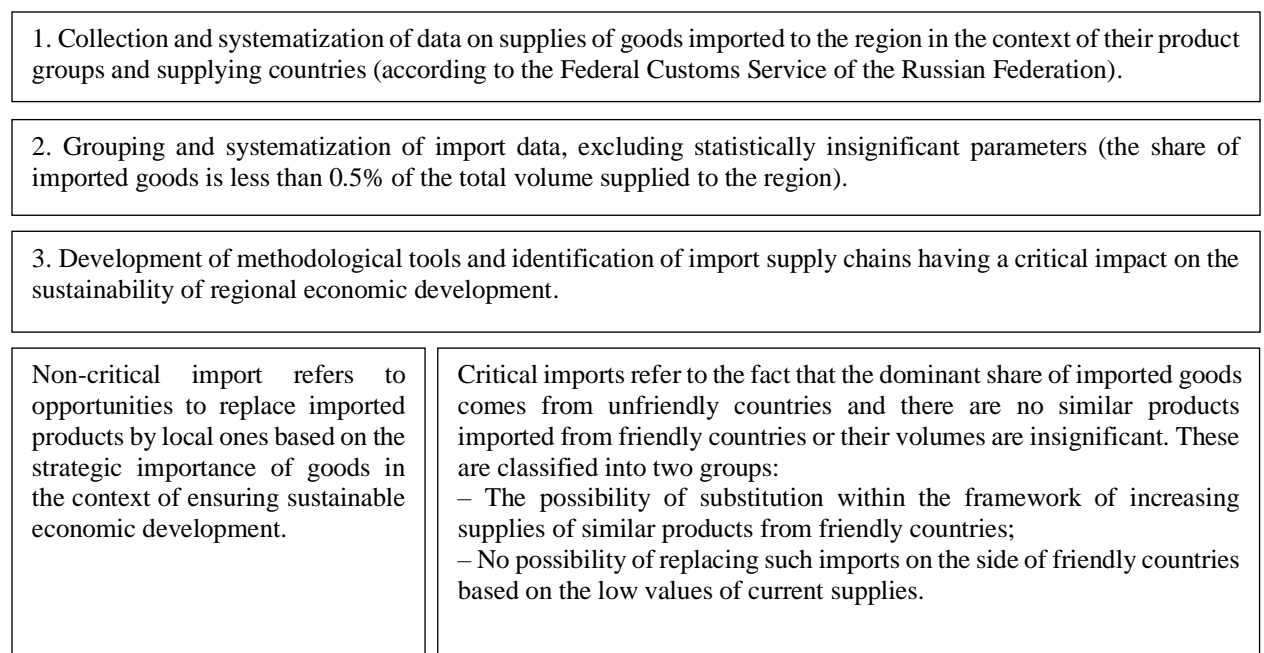 1. Collection and systematization of data on supplies of goods imported to the region in the context of their product
groups and supplying countries (according to the Federal Customs Service of the Russian Federation).
2. Grouping and systematization of import data, excluding statistically insignificant parameters (the share of
imported goods is less than 0.5% of the total volume supplied to the region).
3. Development of methodological tools and identification of import supply chains having a critical impact on the
sustainability of regional economic development.
Non-critical import refers to
opportunities to replace imported
products by local ones based on the
strategic importance of goods in
the context of ensuring sustainable
economic development.
Critical imports refer to the fact that the dominant share of imported goods
comes from unfriendly countries and there are no similar products
imported from friendly countries or their volumes are insignificant. These
are classified into two groups:
– The possibility of substitution within the framework of increasing
supplies of similar products from friendly countries;
– No possibility of replacing such imports on the side of friendly countries
based on the low values of current supplies.